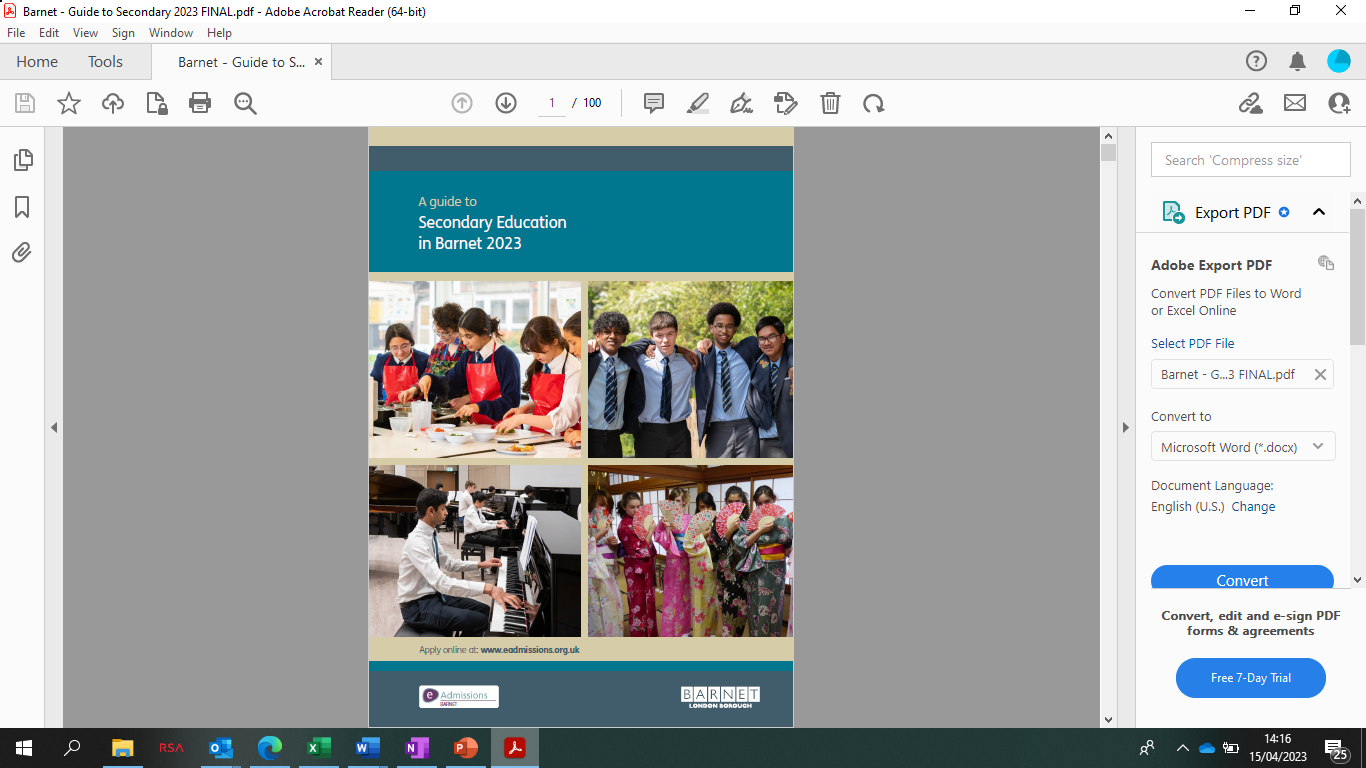 Barnet - Guide to Secondary 2023 FINAL.pdf - Adobe Acrobat Reader (64-bit)
File Edit View Sign Window Help
Home Tools Barnet - Guide to S... ×
1 / 100
A guide to
Secondary Education
in Barnet 2023
Apply online at: www.eadmissions.org.uk
e Admissions
BARNET
BARNET
LONDON BOROUGH
Search 'Compress size'
Export PDF
Adobe Export PDF
Convert PDF Files to Word
or Excel Online
Select PDF File
Barnet - G...3 FINAL.pdf
Convert to
Microsoft Word (*.docx)
Document Language:
English (U.S.) Change
Convert
Convert, edit and e-sign PDF
forms & agreements
Free 7-Day Trial
RSA
14:16
15/04/2023
25